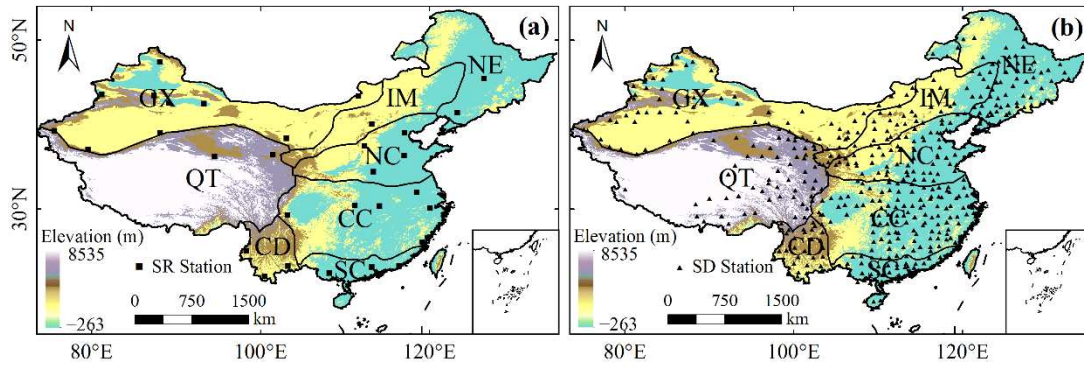 (a)
N
50°N
30°N
NE
IM
GX
NC
QT
CC
CD
SC
Elevation (m)
8535
−263
■ SR Station
0 750 1500
km
80°E 100°E 120°E
(b)
N
50°N
30°N
NE
IM
GX
NC
QT
CC
CD
SC
Elevation (m)
8535
−263
▲ SD Station
0 750 1500
km
80°E 100°E 120°E